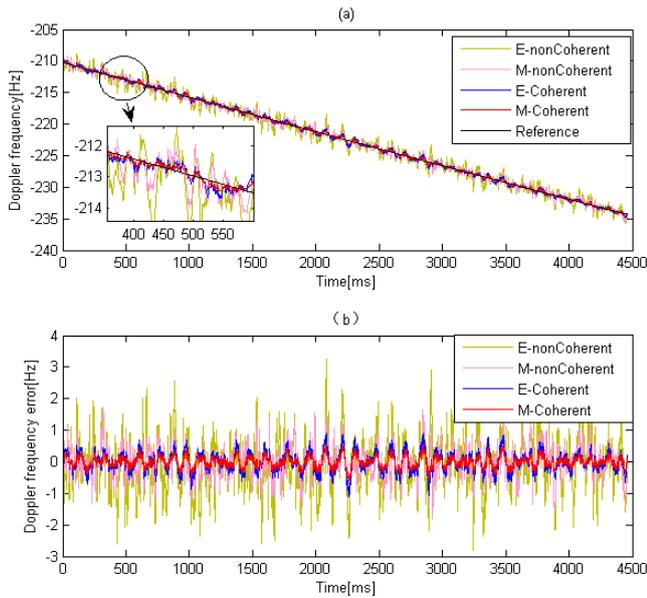 (a)
Doppler frequency[Hz]
-205
-210
-215
-220
-225
-230
-235
-240
E-nonCoherent
M-nonCoherent
E-Coherent
M-Coherent
Reference
-212
-213
-214
400 450 500 550
0 500 1000 1500 2000 2500 3000 3500 4000 4500
Time[ms]
(b)
Doppler frequency error[Hz]
4
3
2
1
0
-1
-2
-3
E-nonCoherent
M-nonCoherent
E-Coherent
M-Coherent
0 500 1000 1500 2000 2500 3000 3500 4000 4500
Time[ms]